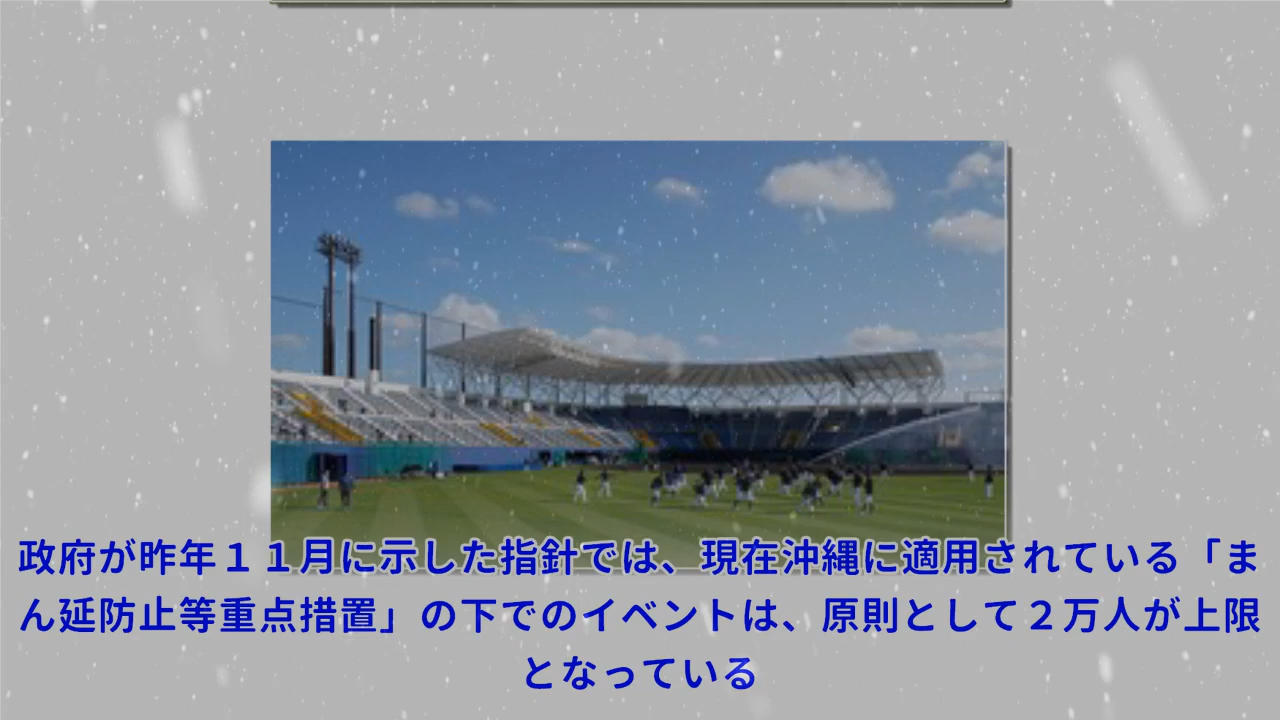 政府が昨年１１月に示した指針では、現在沖縄に適用されている「ま
ん延防止等重点措置」の下でのイベントは、原則として２万人が上限
となっている